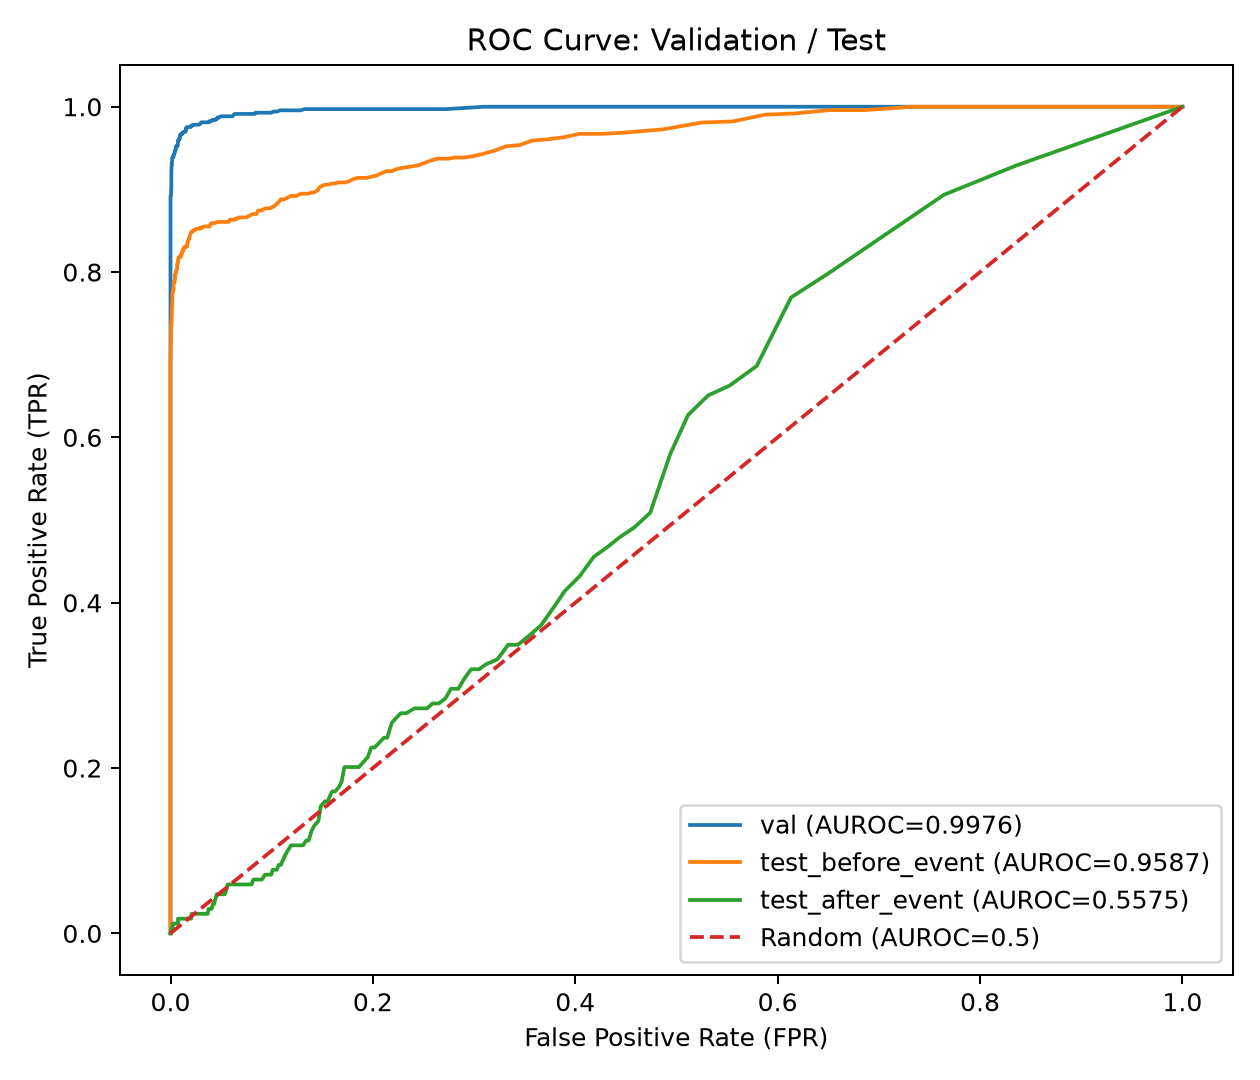 ROC Curve: Validation / Test
True Positive Rate (TPR)
1.0
0.8
0.6
0.4
0.2
0.0
val (AUROC=0.9976)
test_before_event (AUROC=0.9587)
test_after_event (AUROC=0.5575)
Random (AUROC=0.5)
0.0 0.2 0.4 0.6 0.8 1.0
False Positive Rate (FPR)